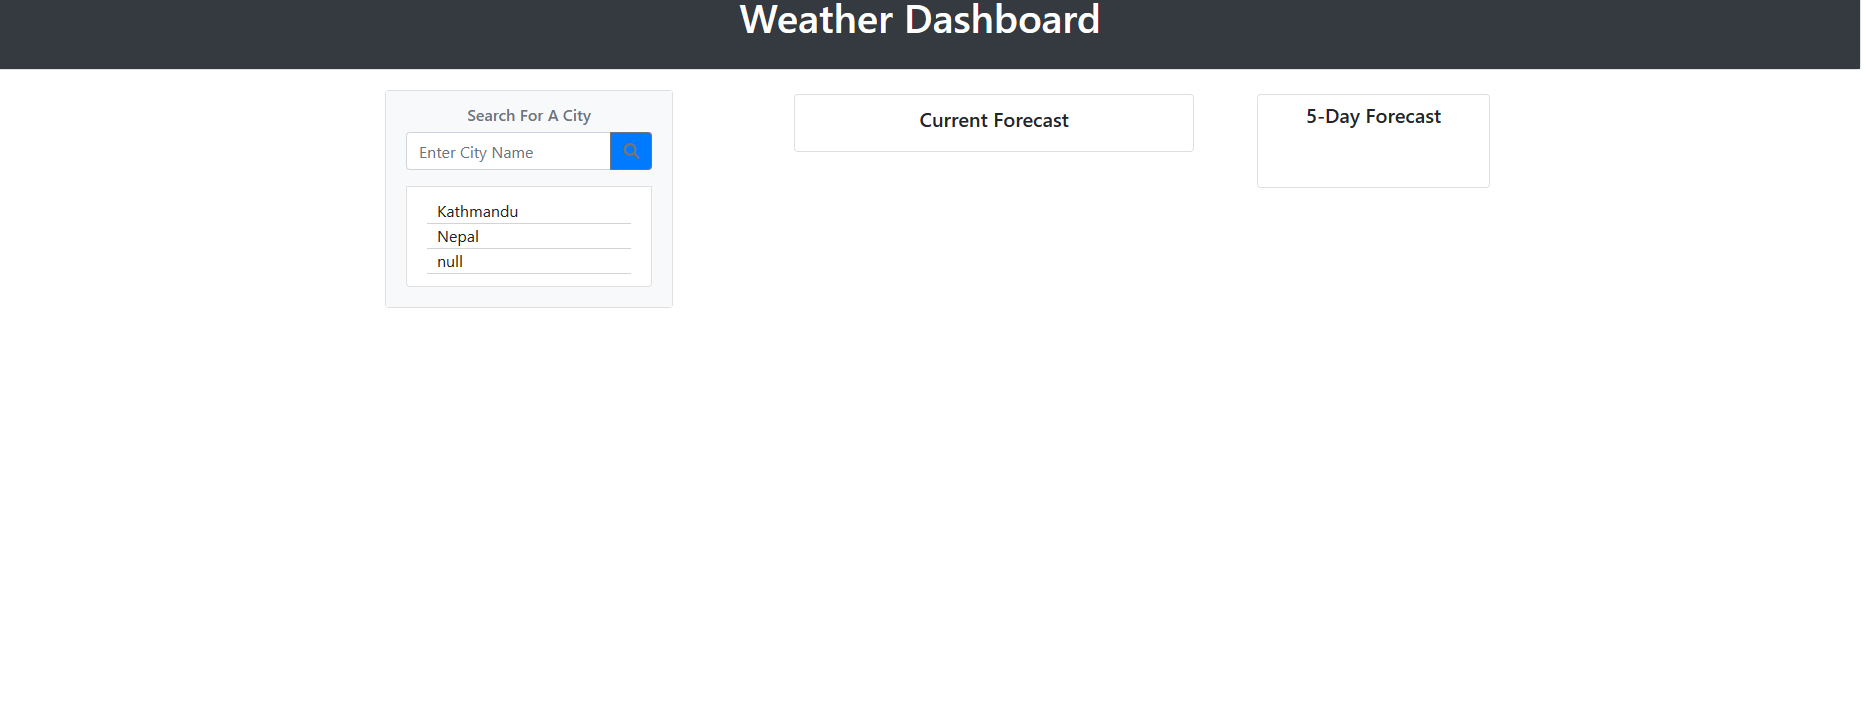 Weather Dashboard
Search For A City
Enter City Name
Kathmandu
Nepal
null
Current Forecast
5-Day Forecast